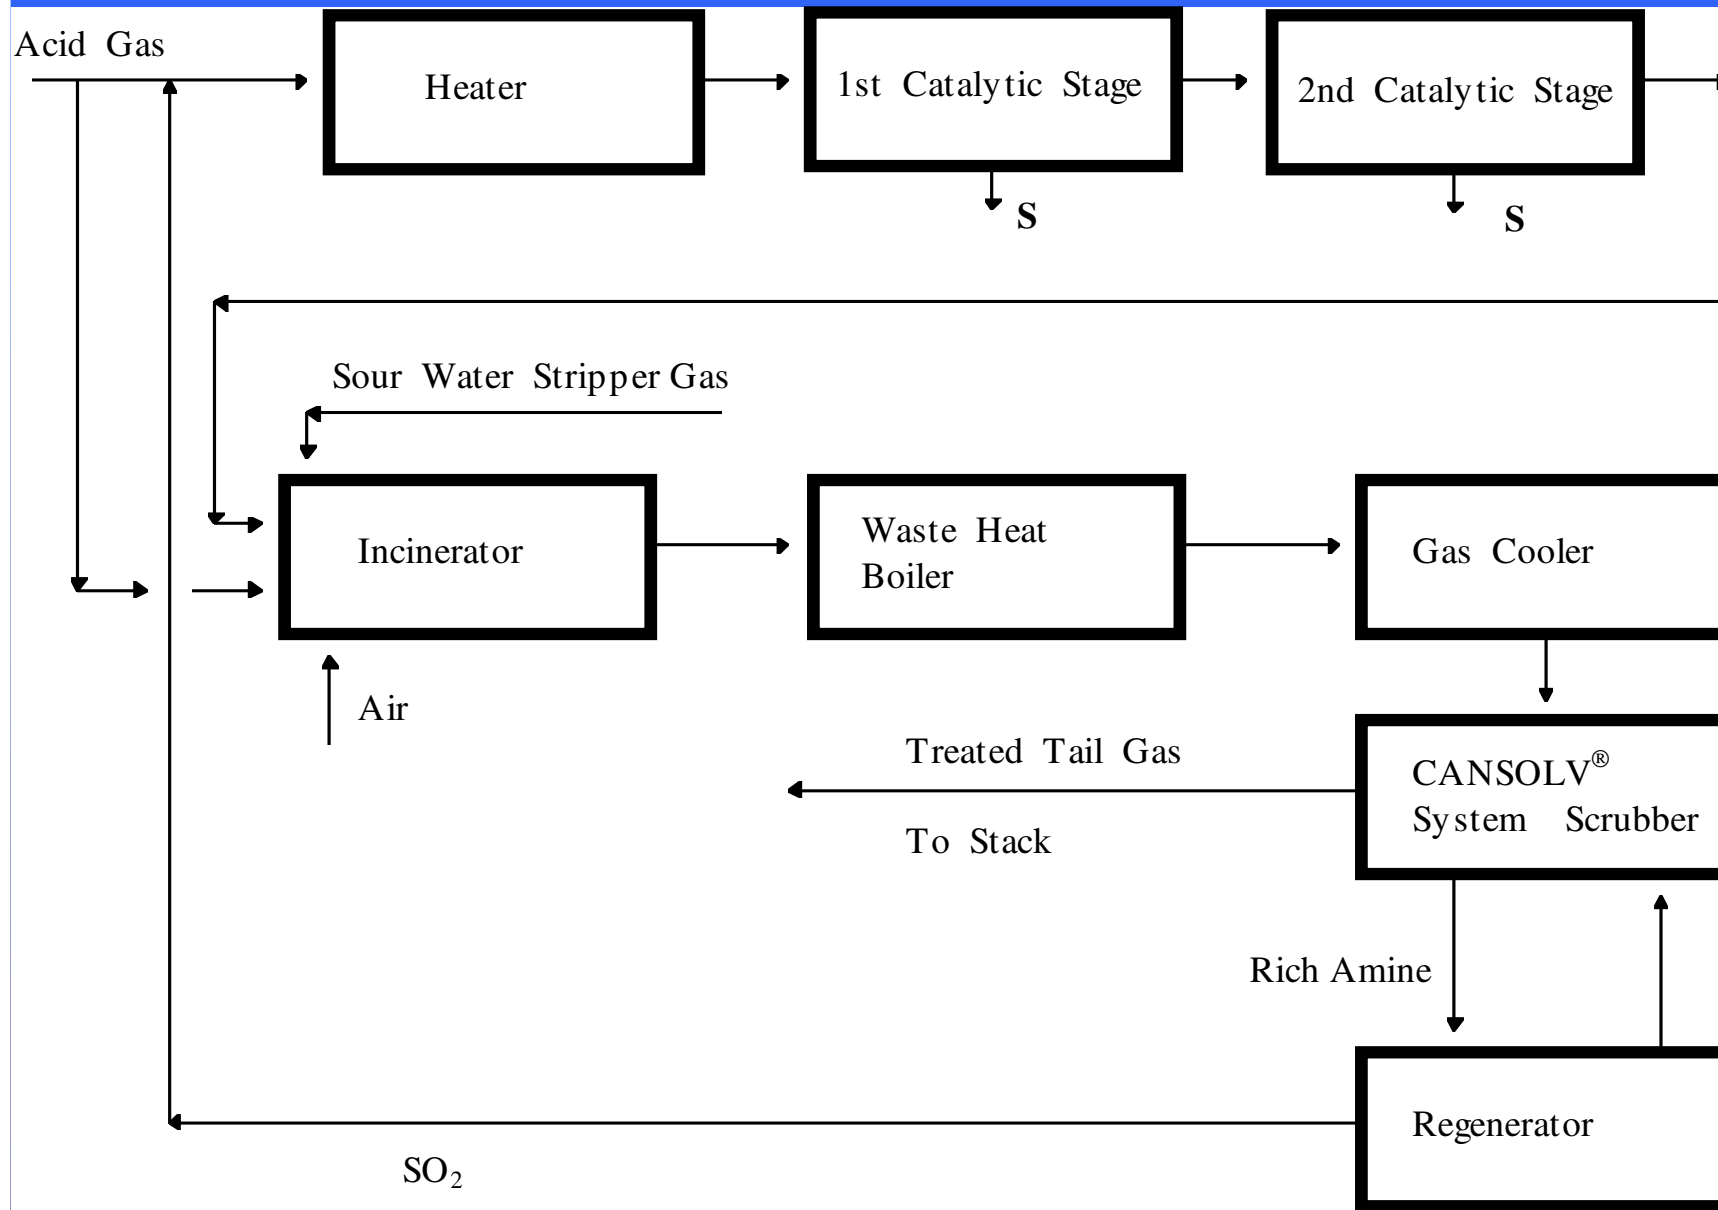 Acid Gas
Heater
1st Catalytic Stage
2nd Catalytic Stage
S
S
Sour Water Stripper Gas
Incinerator
Waste Heat
Boiler
Gas Cooler
Air
Treated Tail Gas
To Stack
CANSOLV®
System Scrubber
Rich Amine
Regenerator
SO₂